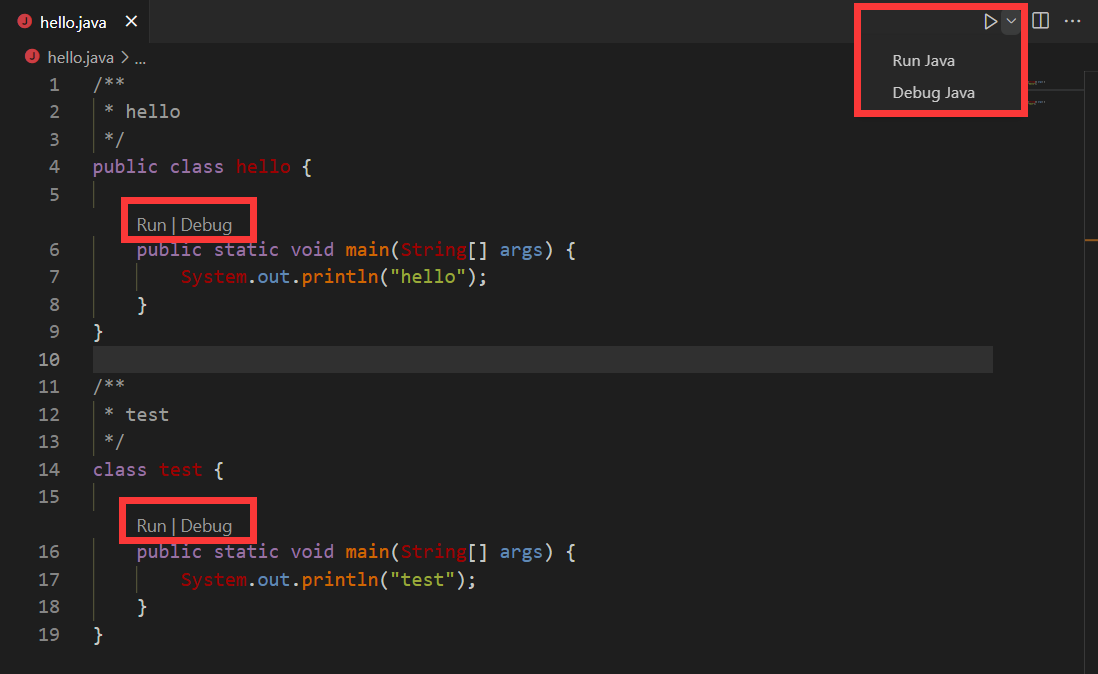 hello.java
Run Java
Debug Java
hello.java > ...
1 /**
2 * hello
3 */
4 public class hello {
5
Run | Debug
6 public static void main(String[] args) {
7 System.out.println("hello");
8 }
9 }
10
11 /**
12 * test
13 */
14 class test {
15
Run | Debug
16 public static void main(String[] args) {
17 System.out.println("test");
18 }
19 }